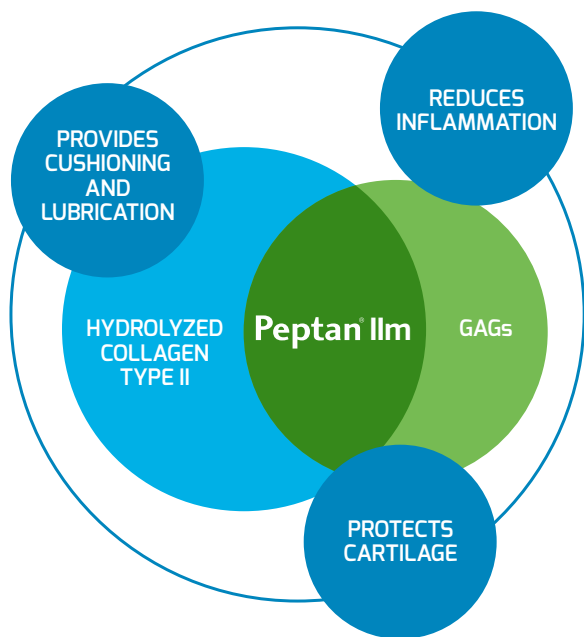 REDUCES
INFLAMMATION
PROVIDES
CUSHIONING
AND
LUBRICATION
HYDROLYZED
COLLAGEN
TYPE II
Peptan® IIm
GAGs
PROTECTS
CARTILAGE